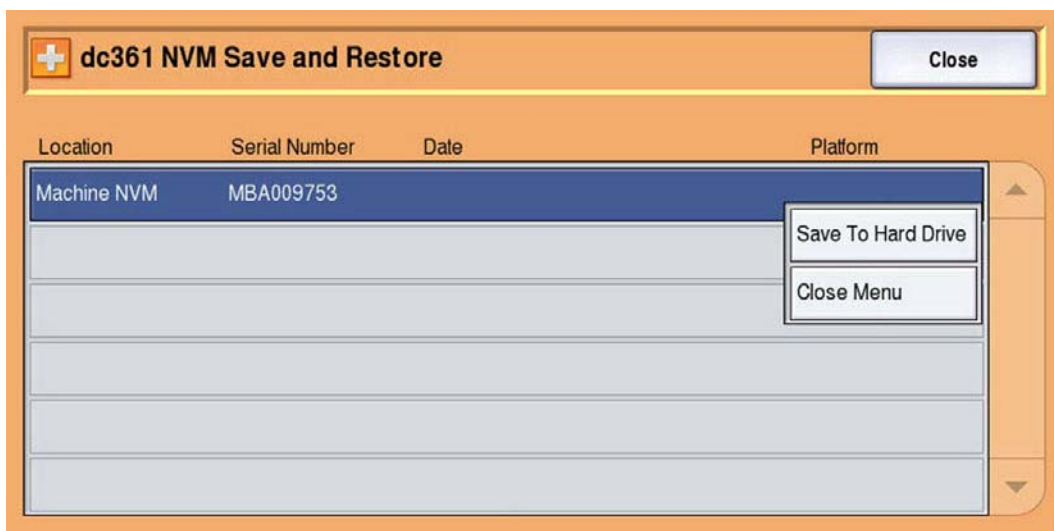 dc361 NVM Save and Restore
Close
Location Serial Number Date Platform
Machine NVM MBA009753
Save To Hard Drive
Close Menu